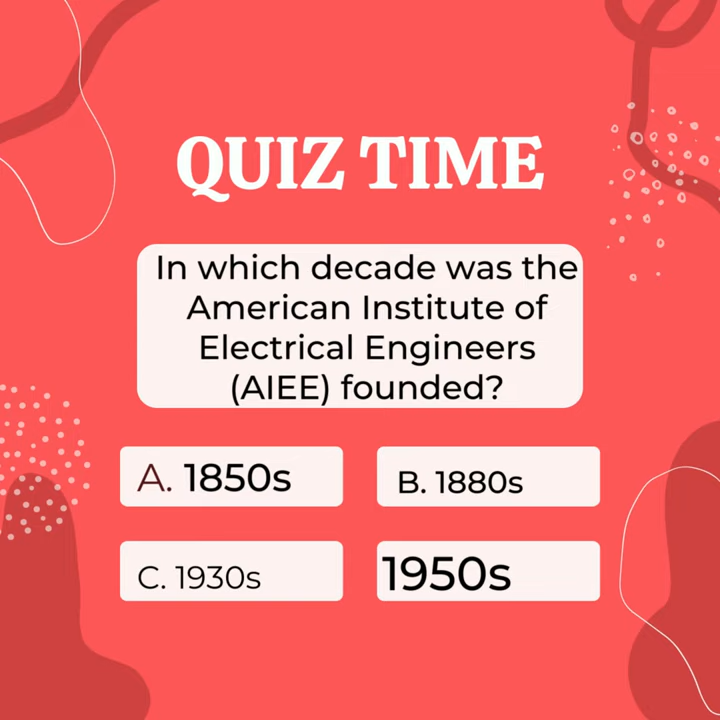 QUIZ TIME
In which decade was the
American Institute of
Electrical Engineers
(AIEE) founded?
A. 1850s
B. 1880s
C. 1930s
1950s